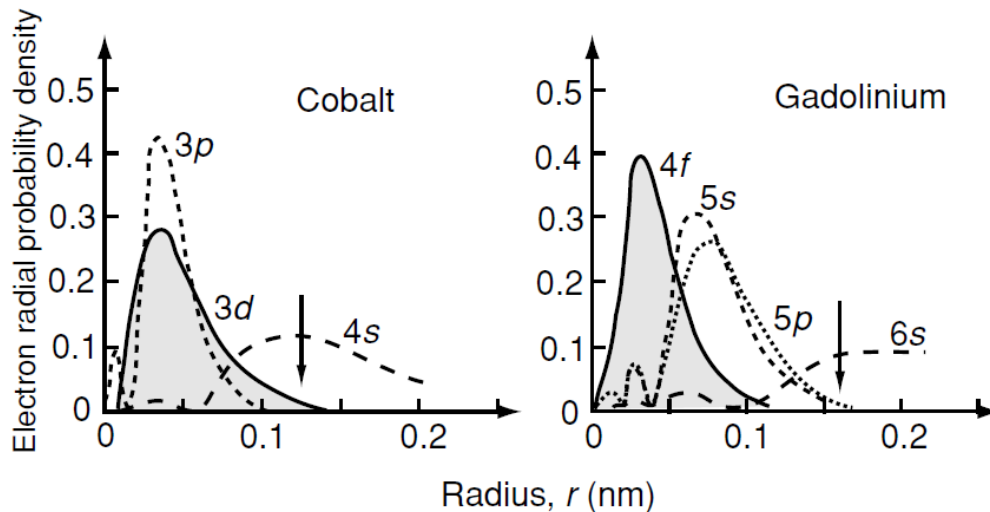 Electron radial probability density
Cobalt
0.5
0.4
0.3
0.2
0.1
0
3p
3d
4s
0
0.1
0.2
Gadolinium
0.5
0.4
0.3
0.2
0.1
0
4f
5s
5p
6s
0
0.1
0.2
Radius, r (nm)